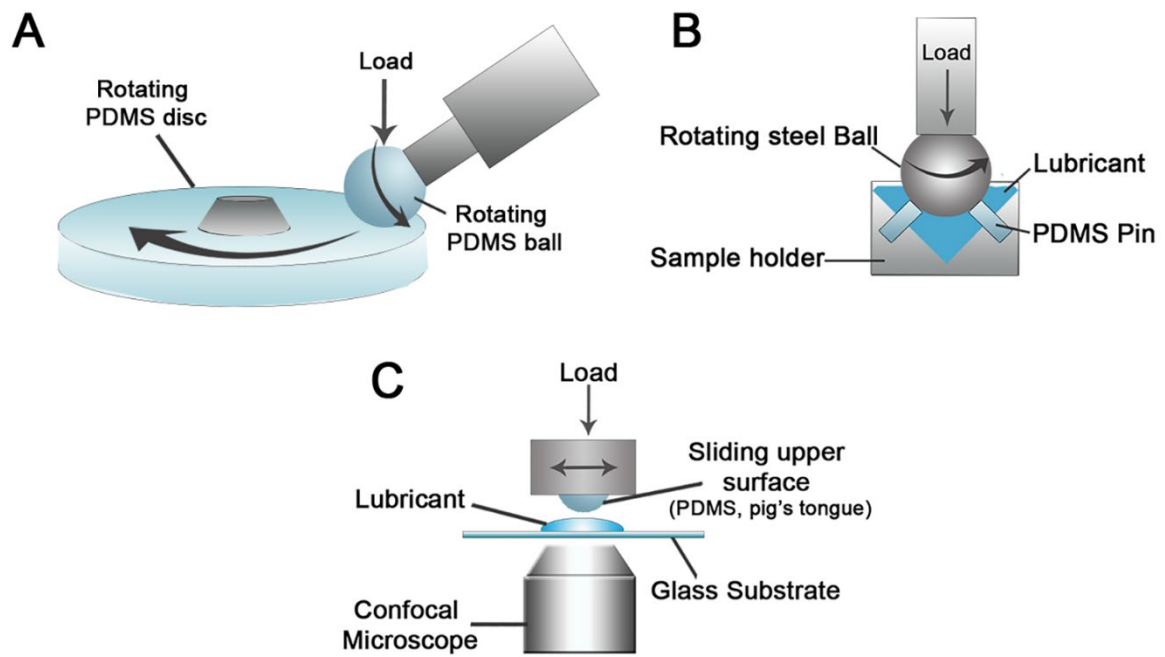 A
Rotating
PDMS disc
Load
Rotating
PDMS ball
B
Load
Rotating steel Ball
Lubricant
PDMS Pin
Sample holder
C
Load
Sliding upper
surface
(PDMS, pig's tongue)
Lubricant
Glass Substrate
Confocal
Microscope